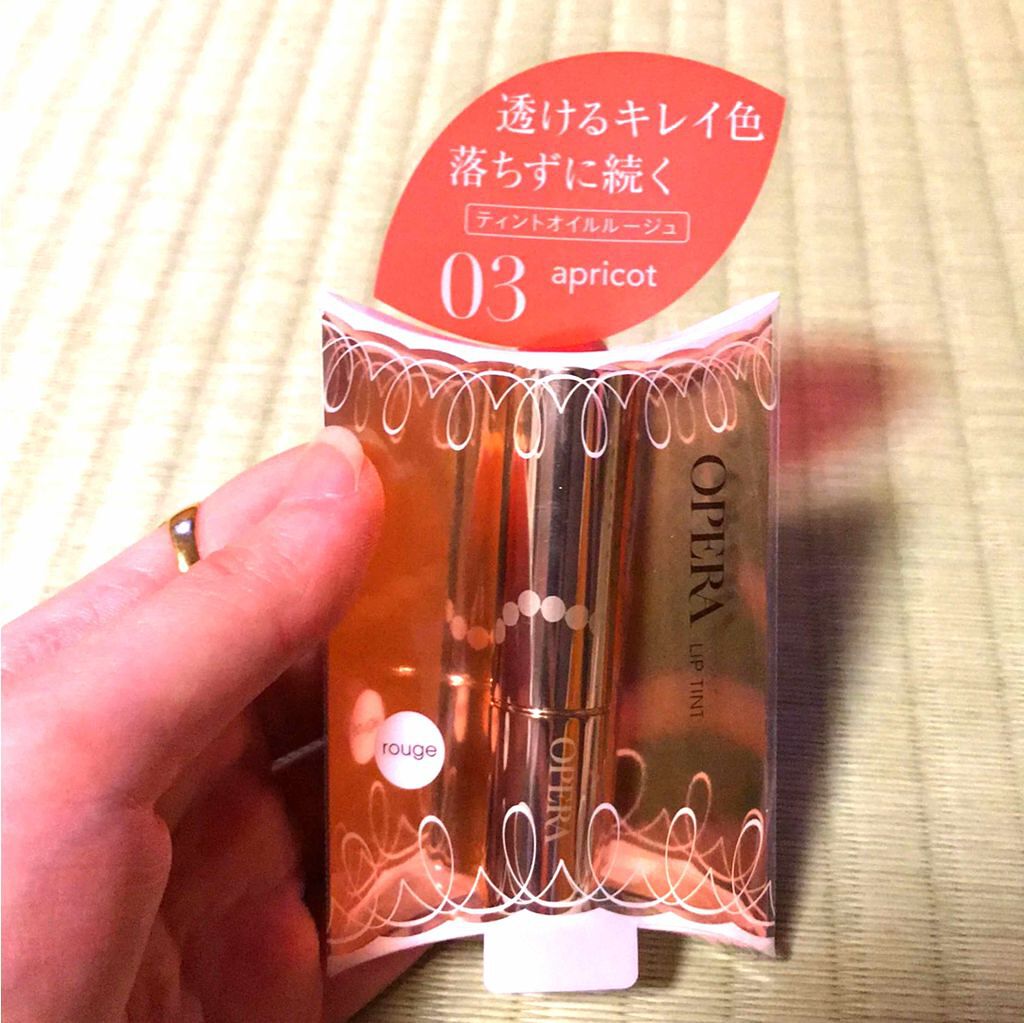 透けるキレイ色
落ちずに続く
ティントオイルルージュ
03 apricot
OPERA LIP TINT
rouge
OPERA